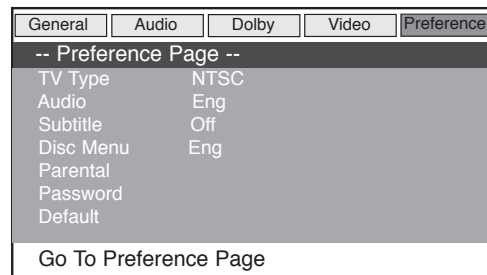 General Audio Dolby Video Preference
-- Preference Page --
TV Type NTSC
Audio Eng
Subtitle Off
Disc Menu Eng
Parental
Password
Default
Go To Preference Page